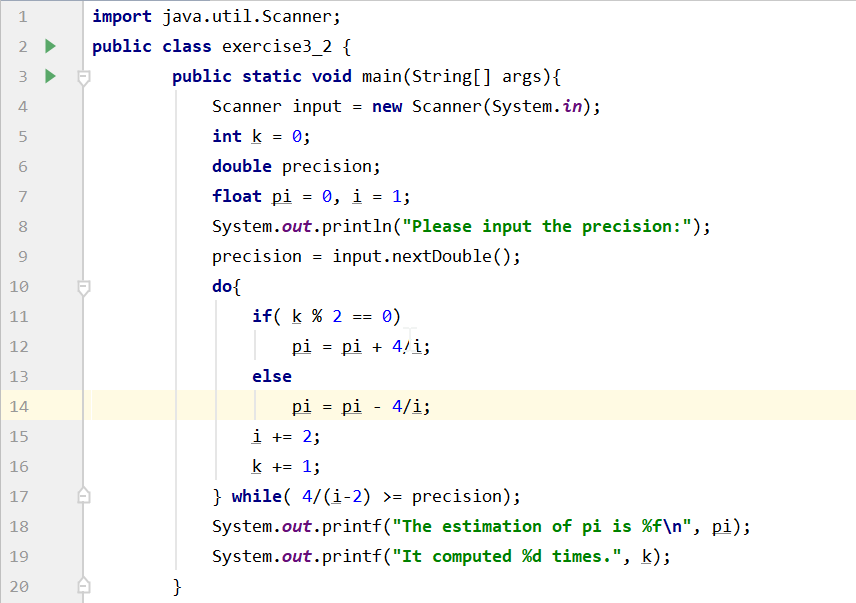 1 import java.util.Scanner;
2 public class exercise3_2 {
3 public static void main(String[] args){
4 Scanner input = new Scanner(System.in);
5 int k = 0;
6 double precision;
7 float pi = 0, i = 1;
8 System.out.println("Please input the precision:");
9 precision = input.nextDouble();
10 do{
11 if( k % 2 == 0)
12 pi = pi + 4/i;
13 else
14 pi = pi - 4/i;
15 i += 2;
16 k += 1;
17 } while( 4/(i-2) >= precision);
18 System.out.printf("The estimation of pi is %f\n", pi);
19 System.out.printf("It computed %d times.", k);
20 }